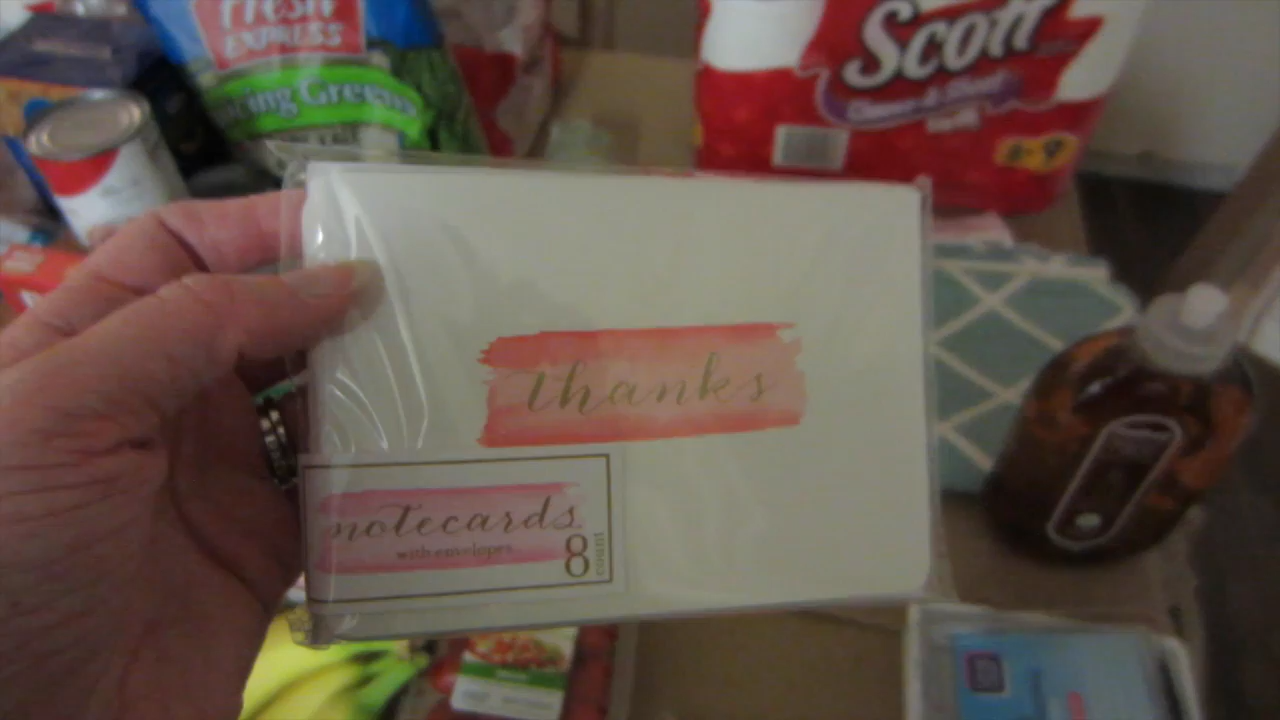 Fresh
EXPRESS
Spring Greens
Scott
thanks
notecards
with envelopes
8
count